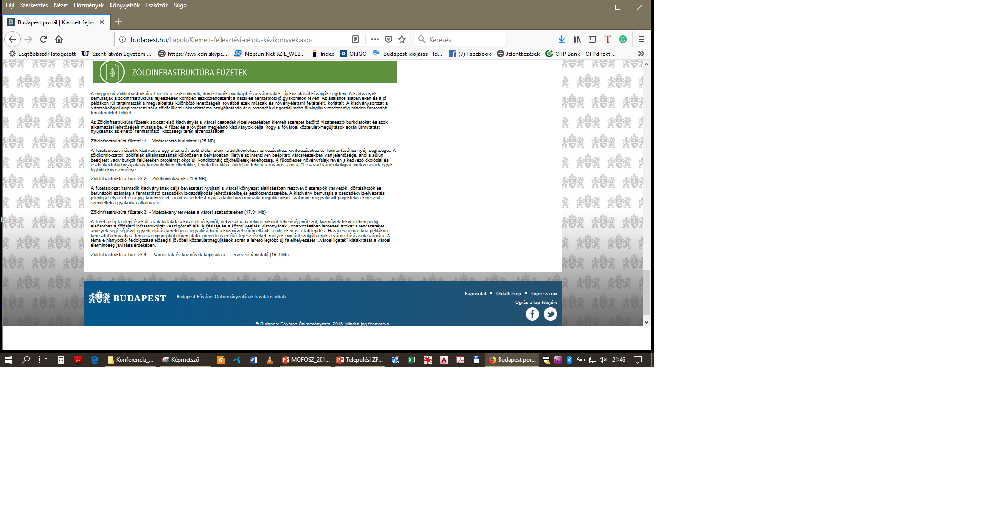 Fájl Szerkesztés Nézet Előzmények Könyvjelzők Eszközök Súgó
Budapest portál | Kiemelt fejles
budapest.hu/Lapok/Kiemelt-fejlesztési-célok,-kézikönyvek.aspx
Keresés
Legtöbbször látogatott Szent István Egyetem ... https://swx.cdn.skype.... Neptun.Net SZIE_WEB... Index ORIGO Budapest időjárás - Id... (7) Facebook Jelentkezések OTP Bank - OTPdirekt ...
ZÖLDINFRASTRUKTÚRA FÜZETEK
A megjelenő Zöldinfrastruktúra füzetek a szakemberek, döntéshozók munkáját és a városlakók tájékoztatását kívánják segíteni. A kiadványok
bemutatják a zöldinfrastruktúra fejlesztések komplex eszközrendszerét a hazai és nemzetközi jó gyakorlatok révén. Az általános alapelveken és a jó
példákon túl tartalmazzák a megvalósítás különböző lehetőségeit, továbbá ezek műszaki és növényélettani feltételeit, korlátait. A kiadványsorozat a
városökológiai alapismeretektől a zöldfelületek ökoszisztéma szolgáltatásán át a csapadékvíz-gazdálkodás ökologikus rendszeréig minden fontosabb
tématerületet felölel.
Az Zöldinfrastruktúra füzetek sorozat első kiadványát a városi csapadékvíz-elvezetésben kiemelt szerepet betöltő vízáteresztő burkolatokat és azok
alkalmazási lehetőségeit mutatja be. A füzet és a jövőben megjelenő kiadványok célja, hogy a fővárosi közterület-megújítások során útmutatást
nyújtsanak az élhető, fenntartható, közösségi terek létrehozásában.
Zöldinfrastruktúra füzetek 1. - Vízáteresztő burkolatok (25 MB)
A füzetsorozat második kiadványa egy alternatív zöldfelületi elem, a zöldhomlokzat tervezéséhez, kivitelezéséhez és fenntartásához nyújt segítséget. A
zöldhomlokzatok, zöldfalak alkalmazásának különösen a belvárosban, illetve az intenzíven beépített városrészekben van jelentősége, ahol a sűrűn
beépített vagy burkolt felületeken problémát okoz új, kondicionáló zöldfelületek létrehozása. A függőleges növényfalak révén a kedvező ökológiai és
esztétikai tulajdonságoknak köszönhetően élhetőbbé, fenntarthatóbbá, zöldebbé tehető a főváros, ami a 21. század városökológiai törekvéseinek egyik
legfőbb követelménye.
Zöldinfrastruktúra füzetek 2. - Zöldhomlokzatok (21,9 MB)
A füzetsorozat harmadik kiadványának célja bevezetést nyújtani a városi környezet alakításában résztvevő szereplők (tervezők, döntéshozók és
beruházók) számára a fenntartható csapadékvíz-gazdálkodás lehetőségeibe és eszközrendszerébe. A kiadvány bemutatja a csapadékvíz-elvezetés
jelenlegi helyzetét és a jogi környezetet, rövid ismertetést nyújt a különböző műszaki megoldásokról, valamint megvalósult projekteken keresztül
szemlélteti a gyakorlati alkalmazást.
Zöldinfrastruktúra füzetek 3. - Vízérzékeny tervezés a városi szabadtereken (17,91 Mb)
A füzet az új fatelepítésekről, azok kialakítási követelményeiről, illetve az utca rekonstrukciók lehetőségeiről szól, közművek tekintetében pedig
elsősorban a földalatti infrastruktúrát veszi górcső alá. A fásítás és a közművesítés viszonyának vonatkozásában ismerteti azokat a rendszereket,
amelyek segítségével egyedi eljárás keretében megvalósítható a közművel sűrűn ellátott területeken is a fatelepítés. Hazai és nemzetközi példákon
keresztül bemutatja a téma szempontjából előremutató, precedens értékű fejlesztéseket, melyek mintául szolgálhatnak a városi fásítások számára. A
téma e hiánypótló feldolgozása elősegíti jövőbeli közterületmegújítások során a lehető legtöbb új fa elhelyezését, „városi ligetek” kialakítását a városi
életminőség javítása érdekében.
Zöldinfrastruktúra füzetek 4. - Városi fák és közművek kapcsolata – Tervezési útmutató (19,6 Mb)
BUDAPEST Budapest Főváros Önkormányzatának hivatalos oldala
Kapcsolat ▪ Oldaltérkép ▪ Impresszum
Ugrás a lap tetejére
© Budapest Főváros Önkormányzata, 2015. Minden jog fenntartva.
Konferencia_... Képmetsző MOFOSZ_201... Települési ZF... Budapest por... 21:46